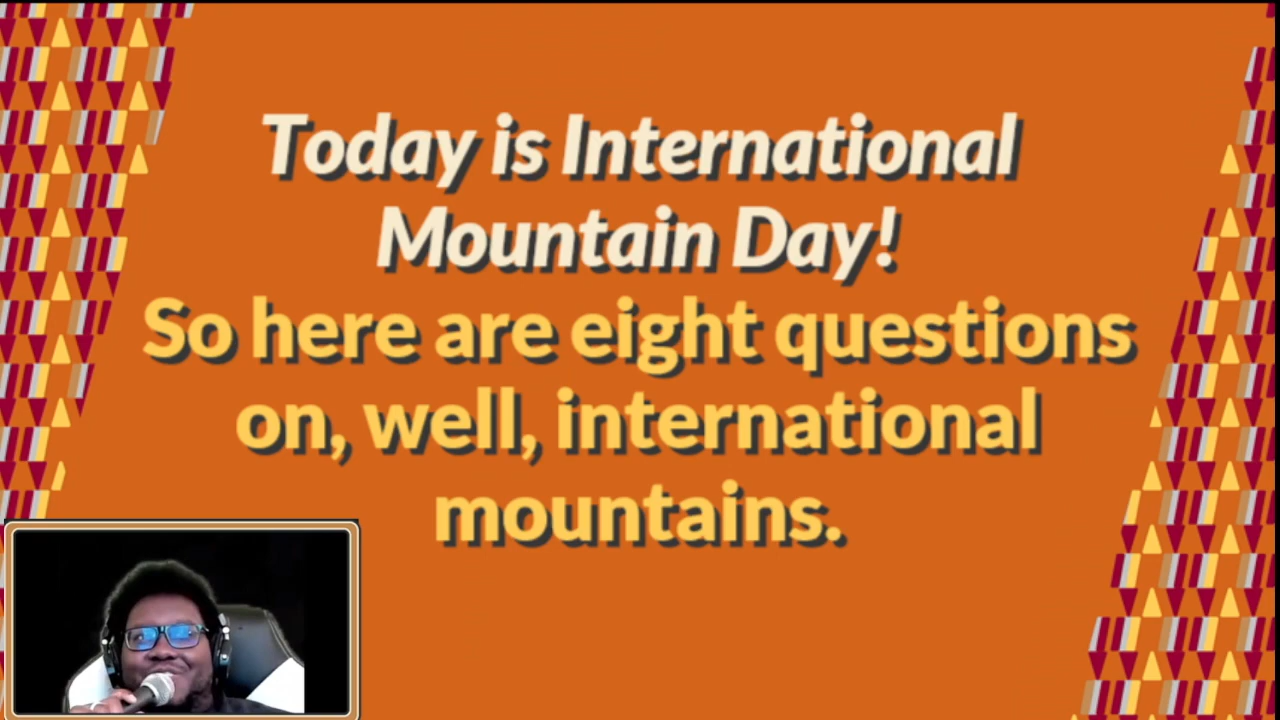 Today is International
Mountain Day!
So here are eight questions
on, well, international
mountains.